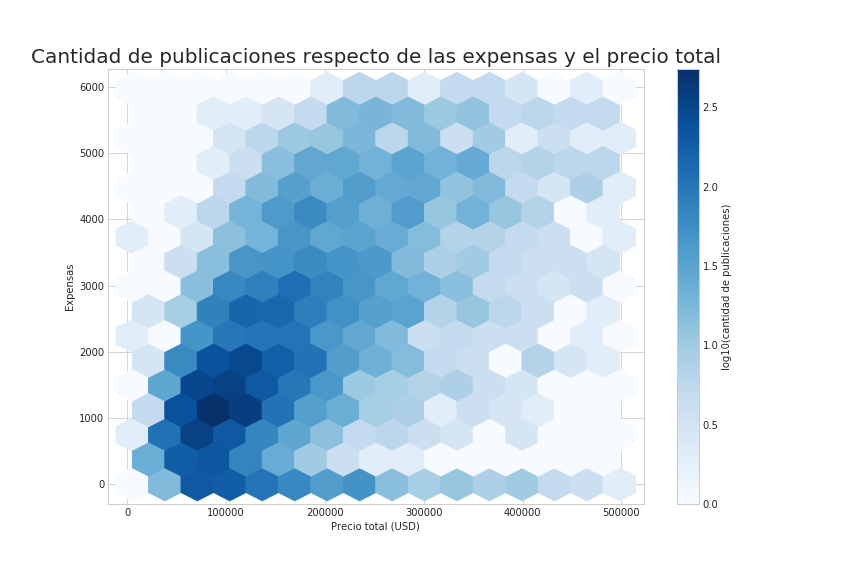 Cantidad de publicaciones respecto de las expensas y el precio total
6000
5000
4000
3000
2000
1000
0
Expensas
0 100000 200000 300000 400000 500000
Precio total (USD)
2.5
2.0
1.5
1.0
0.5
0.0
log10(cantidad de publicaciones)